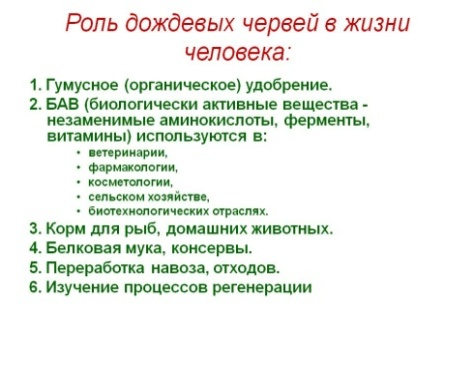 Роль дождевых червей в жизни
человека:
1. Гумусное (органическое) удобрение.
2. БАВ (биологически активные вещества -
незаменимые аминокислоты, ферменты,
витамины) используются в:
• ветеринарии,
• фармакологии,
• косметологии,
• сельском хозяйстве,
• биотехнологических отраслях.
3. Корм для рыб, домашних животных.
4. Белковая мука, консервы.
5. Переработка навоза, отходов.
6. Изучение процессов регенерации